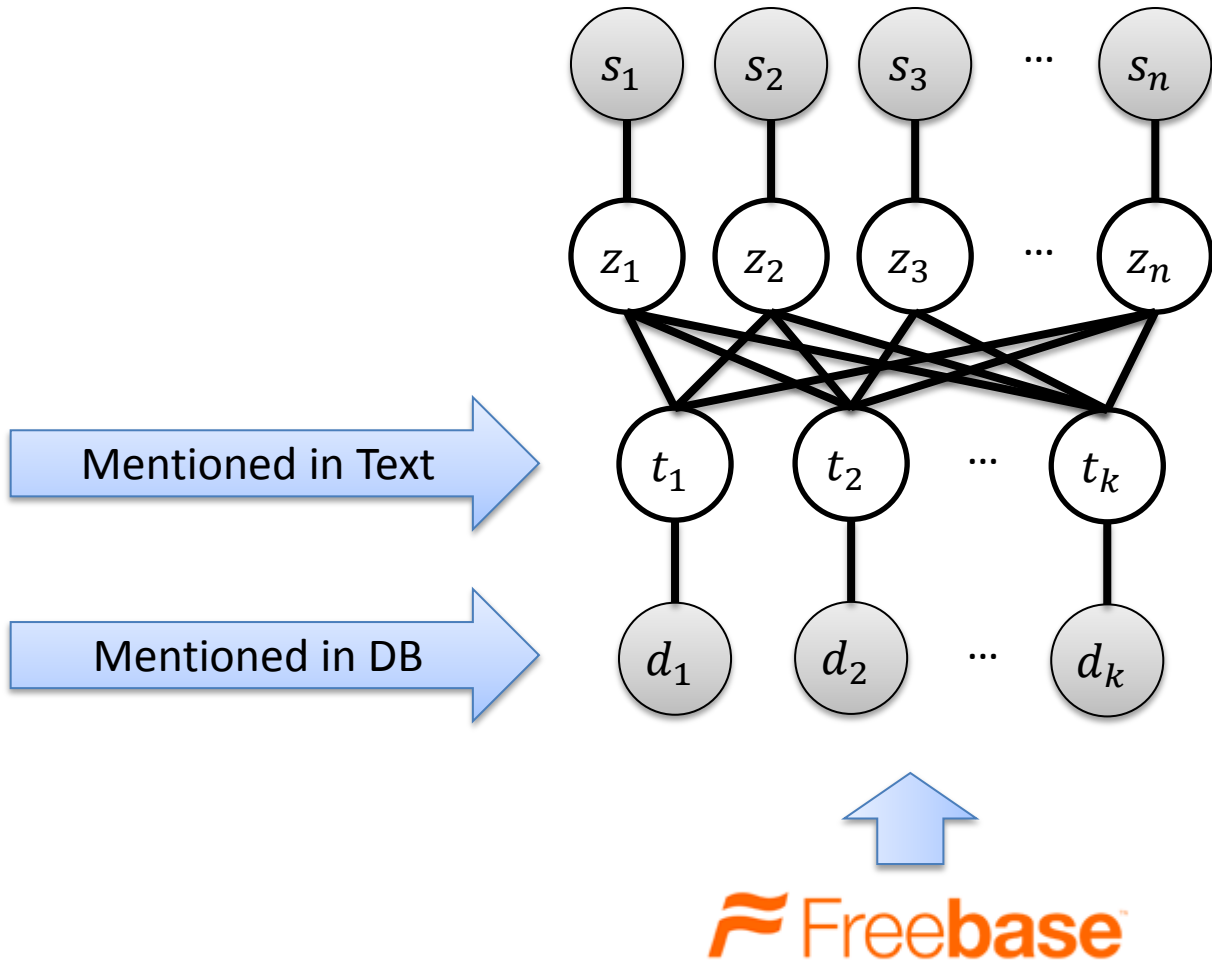 s₁ s₂ s₃ ... sₙ
z₁ z₂ z₃ ... zₙ
Mentioned in Text t₁ t₂ ... tₖ
Mentioned in DB d₁ d₂ ... dₖ
Freebase™